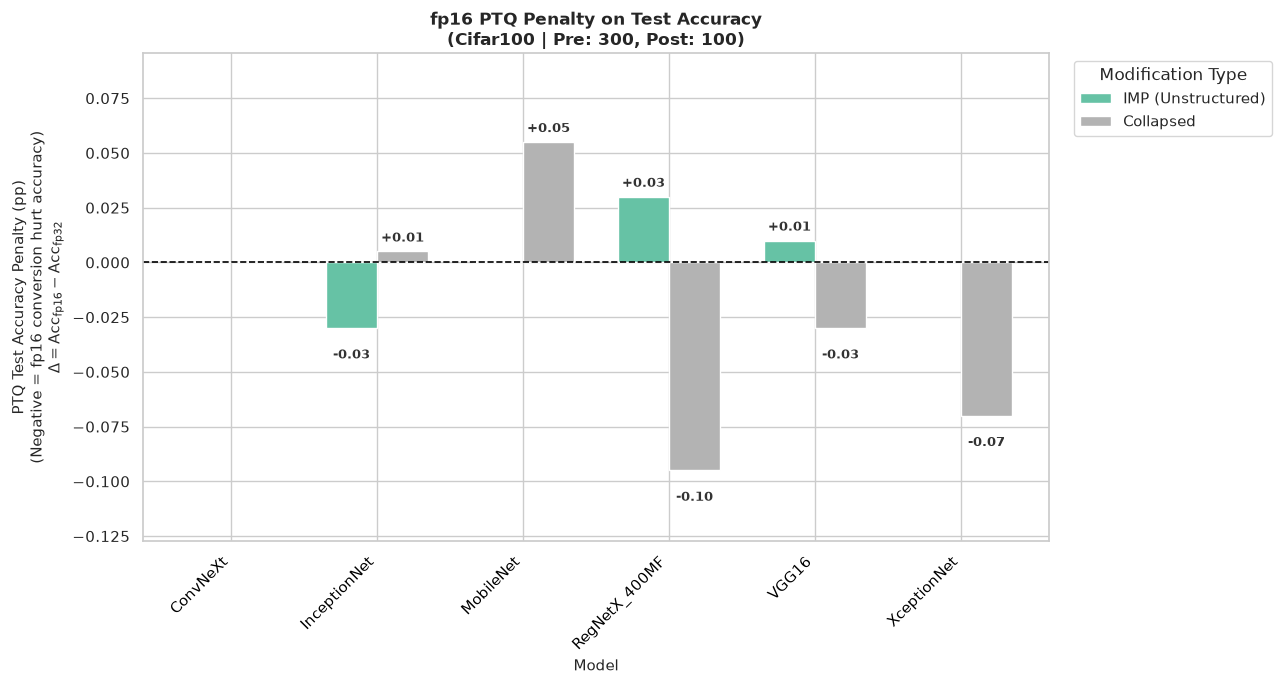 fp16 PTQ Penalty on Test Accuracy
(Cifar100 | Pre: 300, Post: 100)
PTQ Test Accuracy Penalty (pp)
(Negative = fp16 conversion hurt accuracy)
Δ = Acc_fp16 − Acc_fp32
0.075
0.050
0.025
0.000
−0.025
−0.050
−0.075
−0.100
−0.125
-0.03
+0.01
+0.05
+0.03
-0.10
+0.01
-0.03
-0.07
ConvNeXt
InceptionNet
MobileNet
RegNetX_400MF
VGG16
XceptionNet
Model
Modification Type
IMP (Unstructured)
Collapsed